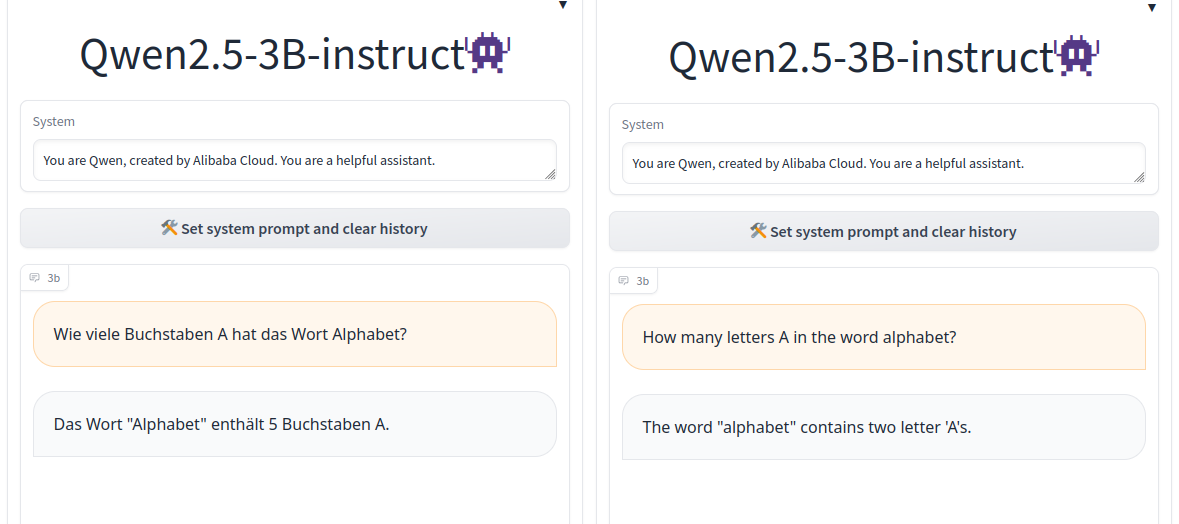 Qwen2.5-3B-instruct👾
System
You are Qwen, created by Alibaba Cloud. You are a helpful assistant.
🛠️ Set system prompt and clear history
3b
Wie viele Buchstaben A hat das Wort Alphabet?
Das Wort "Alphabet" enthält 5 Buchstaben A.
Qwen2.5-3B-instruct👾
System
You are Qwen, created by Alibaba Cloud. You are a helpful assistant.
🛠️ Set system prompt and clear history
3b
How many letters A in the word alphabet?
The word "alphabet" contains two letter 'A's.